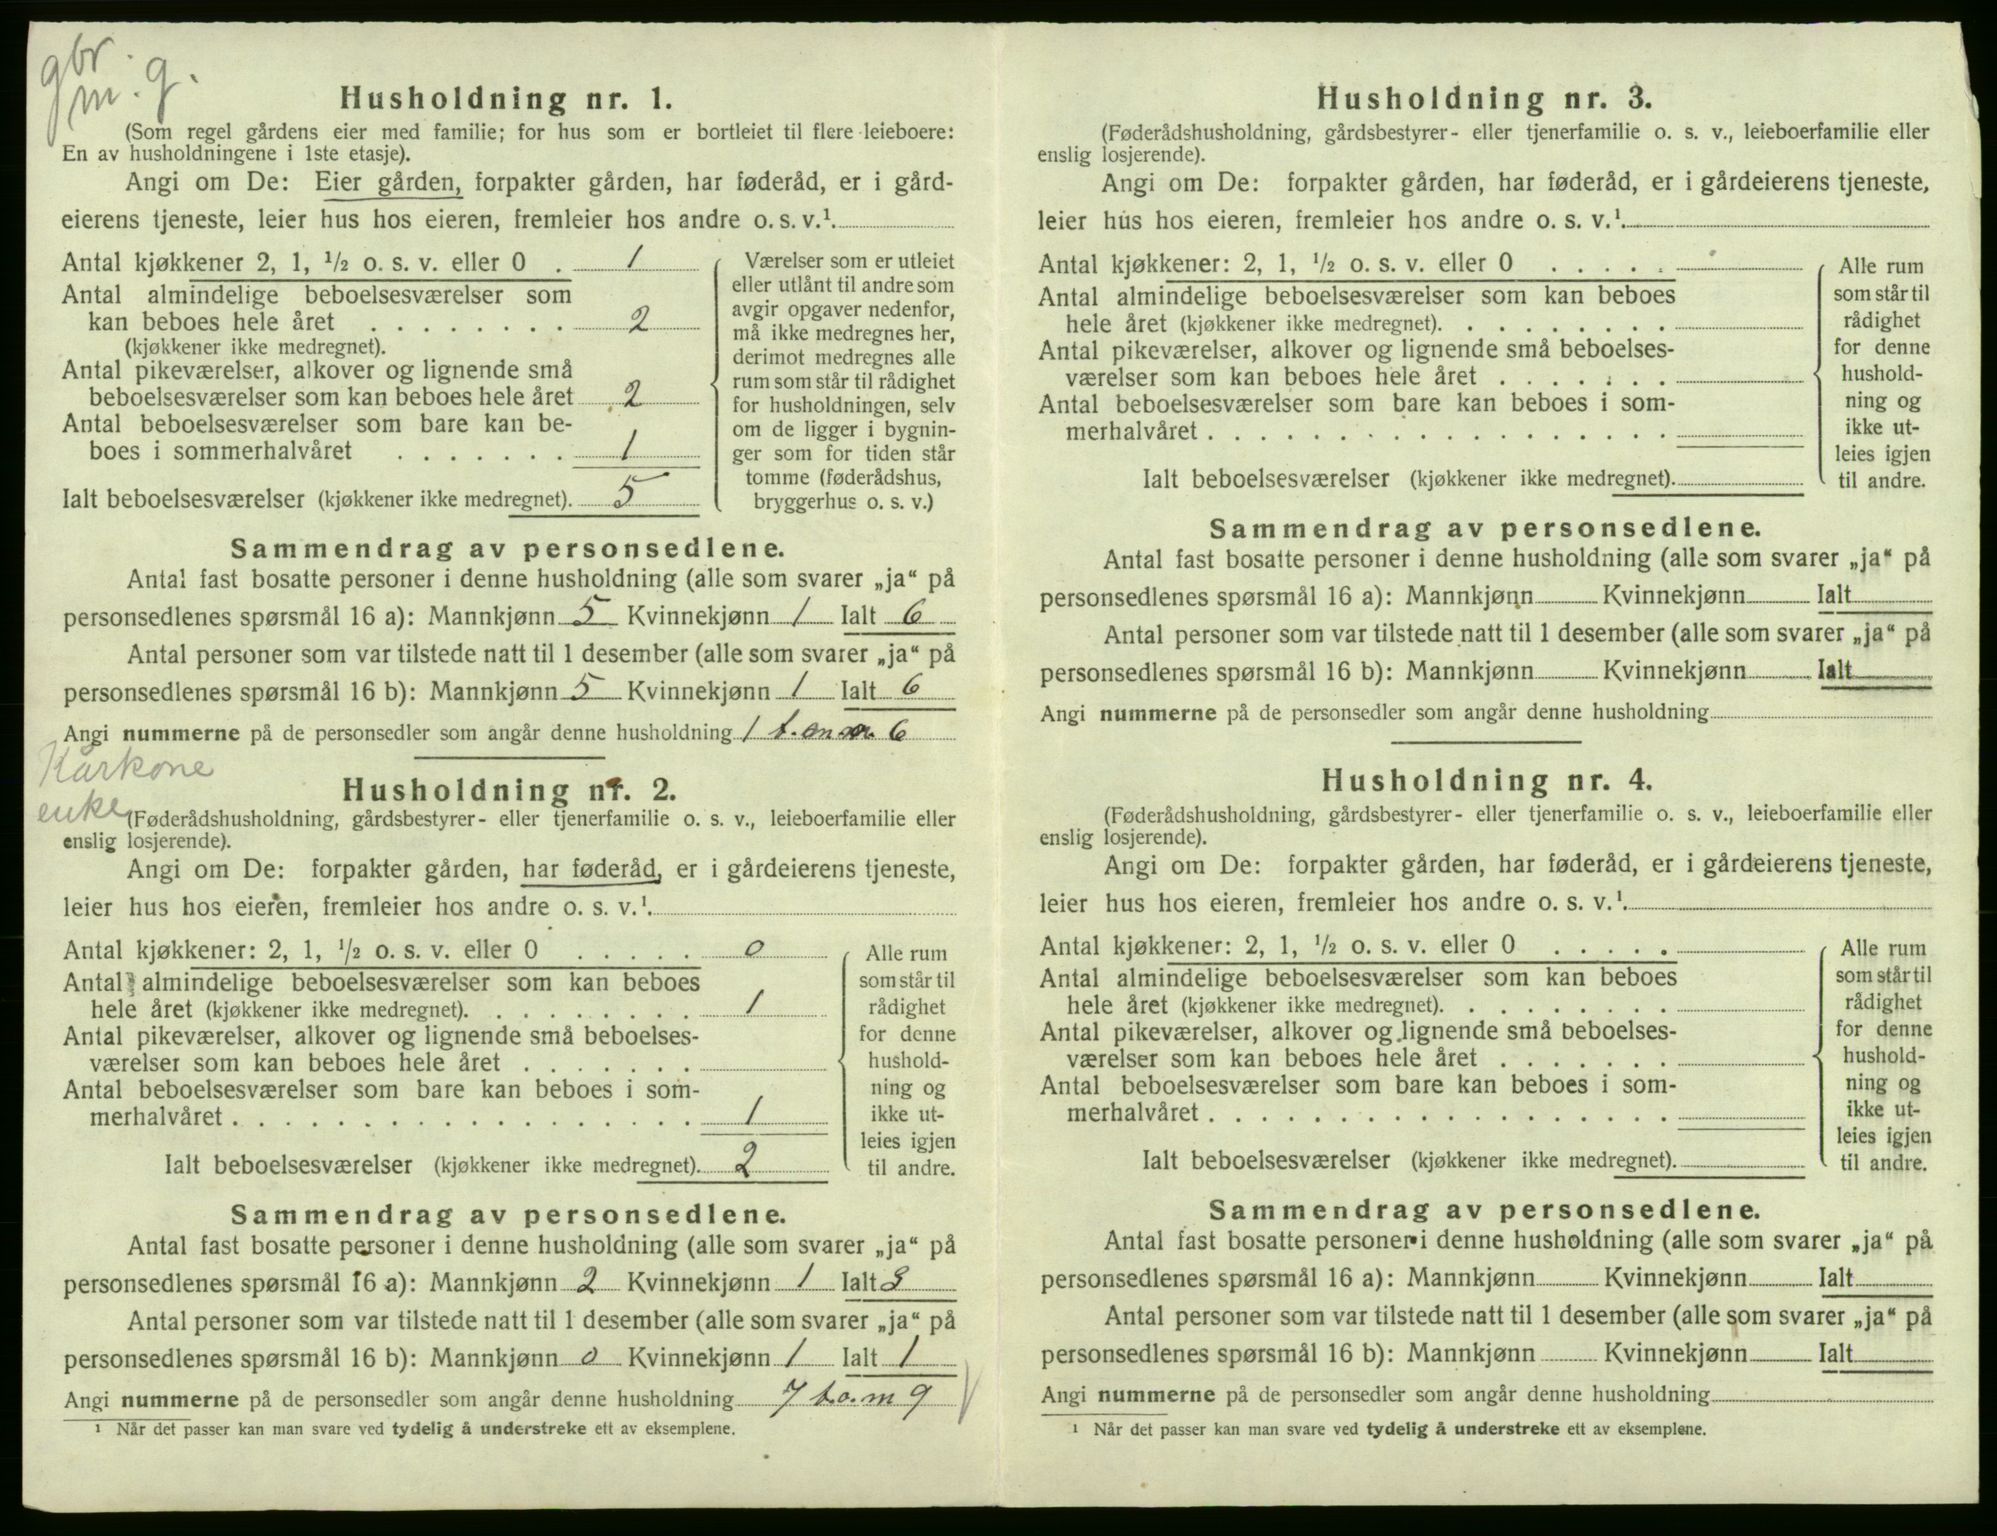 gbr.
m. g.
Husholdning nr. 1.
(Som regel gårdens eier med familie; for hus som er bortleiet til flere leieboere:
En av husholdningene i 1ste etasje).
Angi om De: Eier gården, forpakter gården, har føderåd, er i gård-
eierens tjeneste, leier hus hos eieren, fremleier hos andre o. s. v.¹
Antal kjøkkener 2, 1, ½ o. s. v. eller 0 . 1
Antal almindelige beboelsesværelser som
kan beboes hele året . . . . . . . . 2
(kjøkkener ikke medregnet).
Antal pikeværelser, alkover og lignende små
beboelsesværelser som kan beboes hele året 2
Antal beboelsesværelser som bare kan be-
boes i sommerhalvåret . . . . . . . 1
Ialt beboelsesværelser (kjøkkener ikke medregnet). 5
Værelser som er utleiet
eller utlånt til andre som
avgir opgaver nedenfor,
må ikke medregnes her,
derimot medregnes alle
rum som står til rådighet
for husholdningen, selv
om de ligger i bygnin-
ger som for tiden står
tomme (føderådshus,
bryggerhus o. s. v.)
Sammendrag av personsedlene.
Antal fast bosatte personer i denne husholdning (alle som svarer „ja“ på
personsedlenes spørsmål 16 a): Mannkjønn 5 Kvinnekjønn 1 Ialt 6
Antal personer som var tilstede natt til 1 desember (alle som svarer „ja“ på
personsedlenes spørsmål 16 b): Mannkjønn 5 Kvinnekjønn 1 Ialt 6
Angi nummerne på de personsedler som angår denne husholdning 1 6
Kårkone
enke
Husholdning nr. 2.
(Føderådshusholdning, gårdsbestyrer- eller tjenerfamilie o. s. v., leieboerfamilie eller
enslig losjerende).
Angi om De: forpakter gården, har føderåd, er i gårdeierens tjeneste,
leier hus hos eieren, fremleier hos andre o. s. v.¹
Antal kjøkkener: 2, 1, ½ o. s. v. eller 0 . . . . . 0
Antal almindelige beboelsesværelser som kan beboes
hele året (kjøkkener ikke medregnet). . . . . . . . . 1
Antal pikeværelser, alkover og lignende små beboelses-
værelser som kan beboes hele året . . . . . . .
Antal beboelsesværelser som bare kan beboes i som-
merhalvåret . . . . . . . . . . . . . . . . . . 1
Ialt beboelsesværelser (kjøkkener ikke medregnet). 2
Alle rum
som står til
rådighet
for denne
hushold-
ning og
ikke ut-
leies igjen
til andre.
Sammendrag av personsedlene.
Antal fast bosatte personer i denne husholdning (alle som svarer „ja“ på
personsedlenes spørsmål 16 a): Mannkjønn 2 Kvinnekjønn 1 Ialt 3
Antal personer som var tilstede natt til 1 desember (alle som svarer „ja“ på
personsedlenes spørsmål 16 b): Mannkjønn 0 Kvinnekjønn 1 Ialt 1
Angi nummerne på de personsedler som angår denne husholdning 7 t.o.m 9
¹ Når det passer kan man svare ved tydelig å understreke ett av eksemplene.
Husholdning nr. 3.
(Føderådshusholdning, gårdsbestyrer- eller tjenerfamilie o. s. v., leieboerfamilie eller
enslig losjerende).
Angi om De: forpakter gården, har føderåd, er i gårdeierens tjeneste,
leier hus hos eieren, fremleier hos andre o. s. v.¹
Antal kjøkkener: 2, 1, ½ o. s. v. eller 0 . . . . .
Antal almindelige beboelsesværelser som kan beboes
hele året (kjøkkener ikke medregnet). . . . . . . . .
Antal pikeværelser, alkover og lignende små beboelses-
værelser som kan beboes hele året . . . . . . .
Antal beboelsesværelser som bare kan beboes i som-
merhalvåret . . . . . . . . . . . . . . . . . .
Ialt beboelsesværelser (kjøkkener ikke medregnet).
Alle rum
som står til
rådighet
for denne
hushold-
ning og
ikke ut-
leies igjen
til andre.
Sammendrag av personsedlene.
Antal fast bosatte personer i denne husholdning (alle som svarer „ja“ på
personsedlenes spørsmål 16 a): Mannkjønn Kvinnekjønn Ialt
Antal personer som var tilstede natt til 1 desember (alle som svarer „ja“ på
personsedlenes spørsmål 16 b): Mannkjønn Kvinnekjønn Ialt
Angi nummerne på de personsedler som angår denne husholdning
Husholdning nr. 4.
(Føderådshusholdning, gårdsbestyrer- eller tjenerfamilie o. s. v., leieboerfamilie eller
enslig losjerende).
Angi om De: forpakter gården, har føderåd, er i gårdeierens tjeneste,
leier hus hos eieren, fremleier hos andre o. s. v.¹
Antal kjøkkener: 2, 1, ½ o. s. v. eller 0 . . . . .
Antal almindelige beboelsesværelser som kan beboes
hele året (kjøkkener ikke medregnet). . . . . . . . .
Antal pikeværelser, alkover og lignende små beboelses-
værelser som kan beboes hele året . . . . . . .
Antal beboelsesværelser som bare kan beboes i som-
merhalvåret . . . . . . . . . . . . . . . . . .
Ialt beboelsesværelser (kjøkkener ikke medregnet).
Alle rum
som står til
rådighet
for denne
hushold-
ning og
ikke ut-
leies igjen
til andre.
Sammendrag av personsedlene.
Antal fast bosatte personer i denne husholdning (alle som svarer „ja“ på
personsedlenes spørsmål 16 a): Mannkjønn Kvinnekjønn Ialt
Antal personer som var tilstede natt til 1 desember (alle som svarer „ja“ på
personsedlenes spørsmål 16 b): Mannkjønn Kvinnekjønn Ialt
Angi nummerne på de personsedler som angår denne husholdning
¹ Når det passer kan man svare ved tydelig å understreke ett av eksemplene.